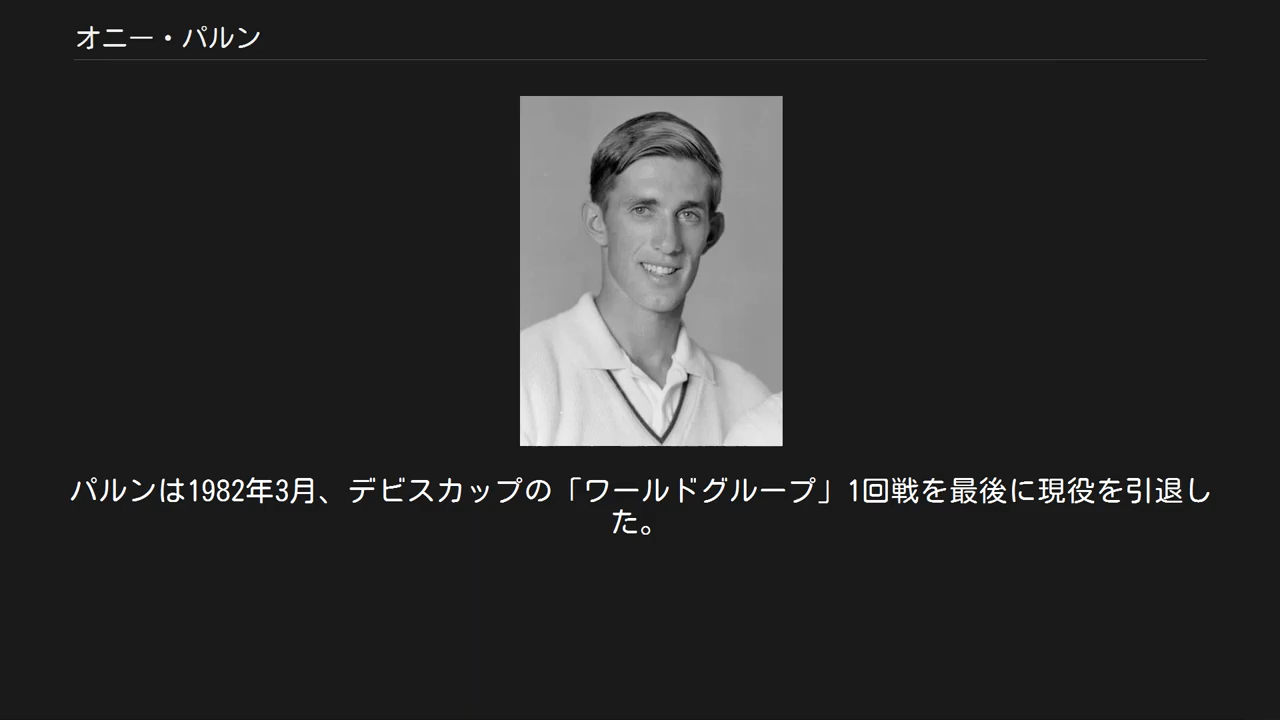 オニー・パルン
パルンは1982年3月、デビスカップの「ワールドグループ」1回戦を最後に現役を引退し
た。